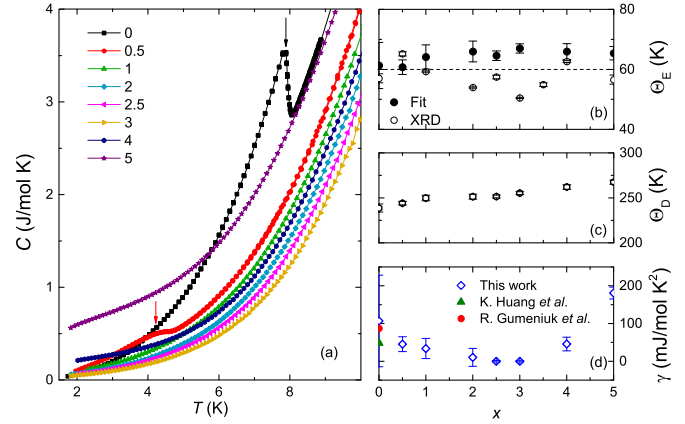 4
3
2
1
0
C (J/mol K)
0
0.5
1
2
2.5
3
4
5
(a)
2 4 6 8
T (K)
80
60
40
Θ_E (K)
Fit
XRD
(b)
300
250
200
Θ_D (K)
(c)
This work
K. Huang et al.
R. Gumeniuk et al.
200
100
0
γ (mJ/mol K²)
(d)
0 1 2 3 4 5
x